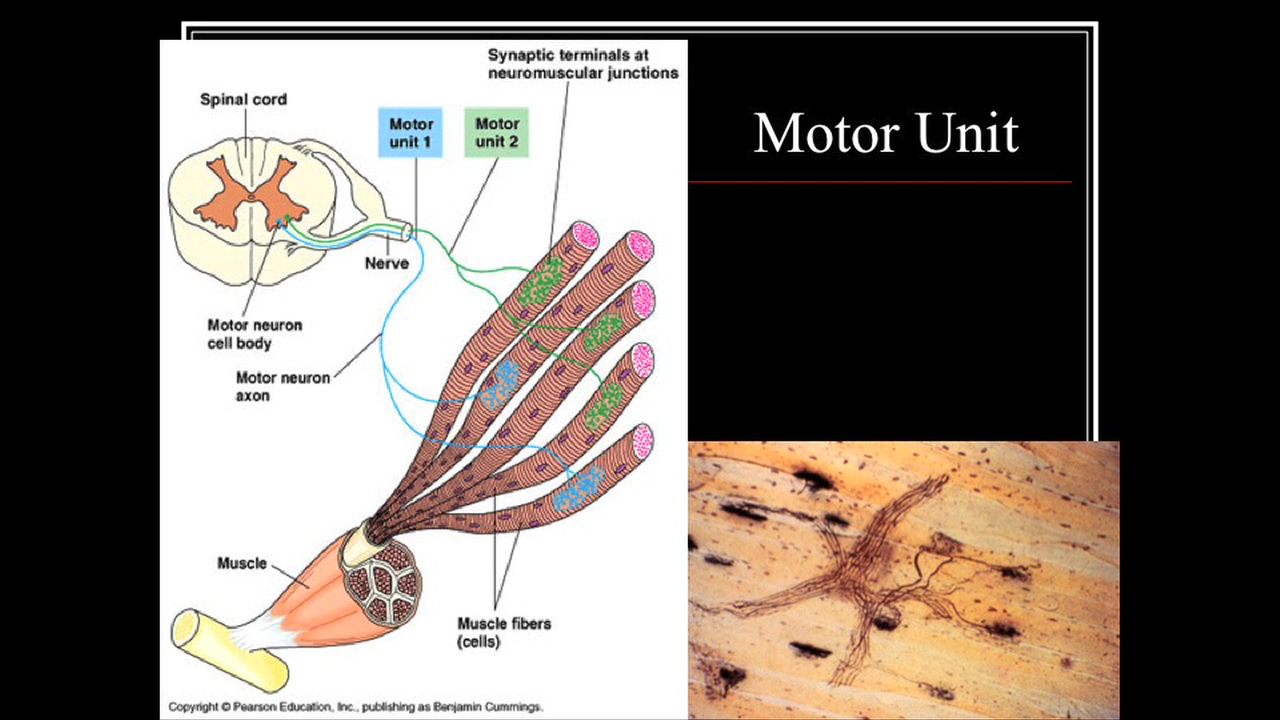 Synaptic terminals at
neuromuscular junctions
Spinal cord
Motor
unit 1
Motor
unit 2
Motor Unit
Nerve
Motor neuron
cell body
Motor neuron
axon
Muscle
Muscle fibers
(cells)
Copyright © Pearson Education, Inc., publishing as Benjamin Cummings.